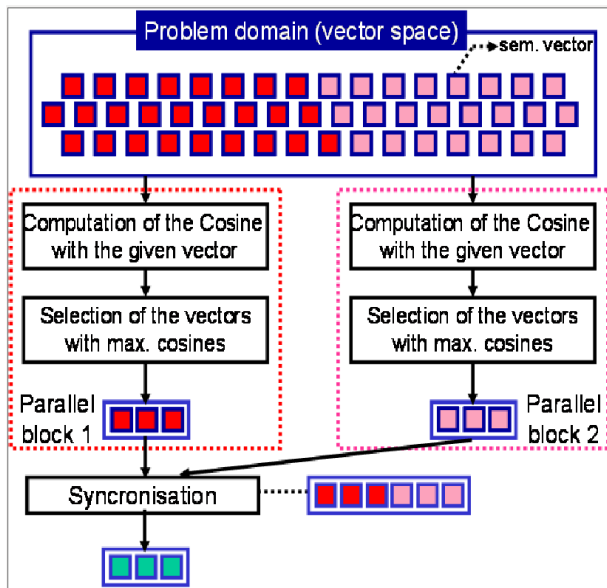 Problem domain (vector space)
sem. vector
Computation of the Cosine
with the given vector
Computation of the Cosine
with the given vector
Selection of the vectors
with max. cosines
Selection of the vectors
with max. cosines
Parallel
block 1
Parallel
block 2
Syncronisation